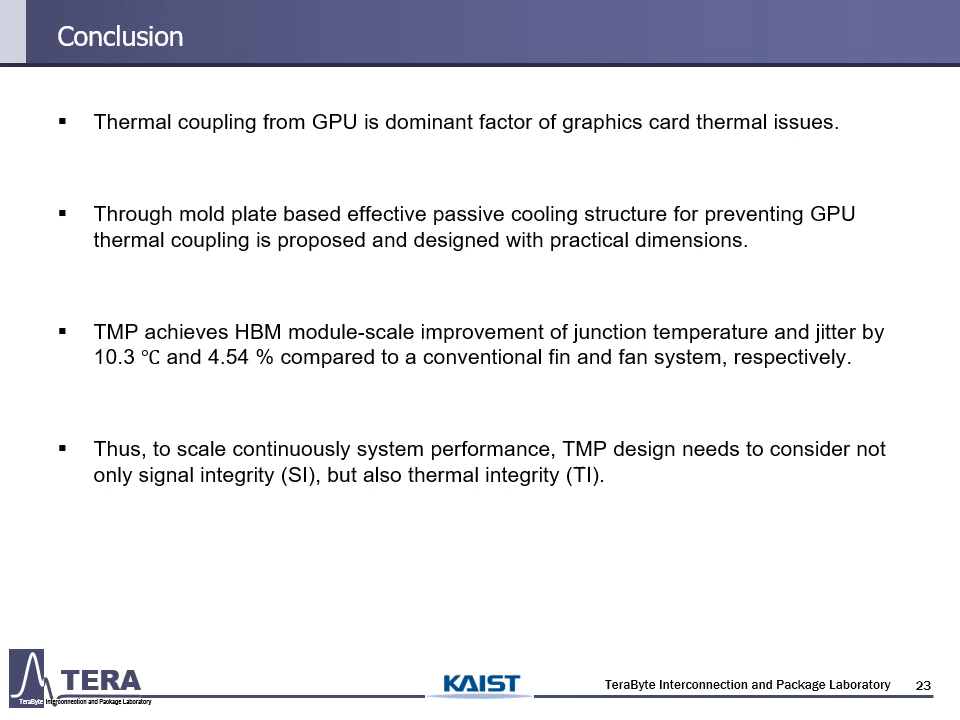 Conclusion
▪ Thermal coupling from GPU is dominant factor of graphics card thermal issues.
▪ Through mold plate based effective passive cooling structure for preventing GPU
thermal coupling is proposed and designed with practical dimensions.
▪ TMP achieves HBM module-scale improvement of junction temperature and jitter by
10.3 ℃ and 4.54 % compared to a conventional fin and fan system, respectively.
▪ Thus, to scale continuously system performance, TMP design needs to consider not
only signal integrity (SI), but also thermal integrity (TI).
TERA
TeraByte Interconnection and Package Laboratory
KAIST
TeraByte Interconnection and Package Laboratory
23